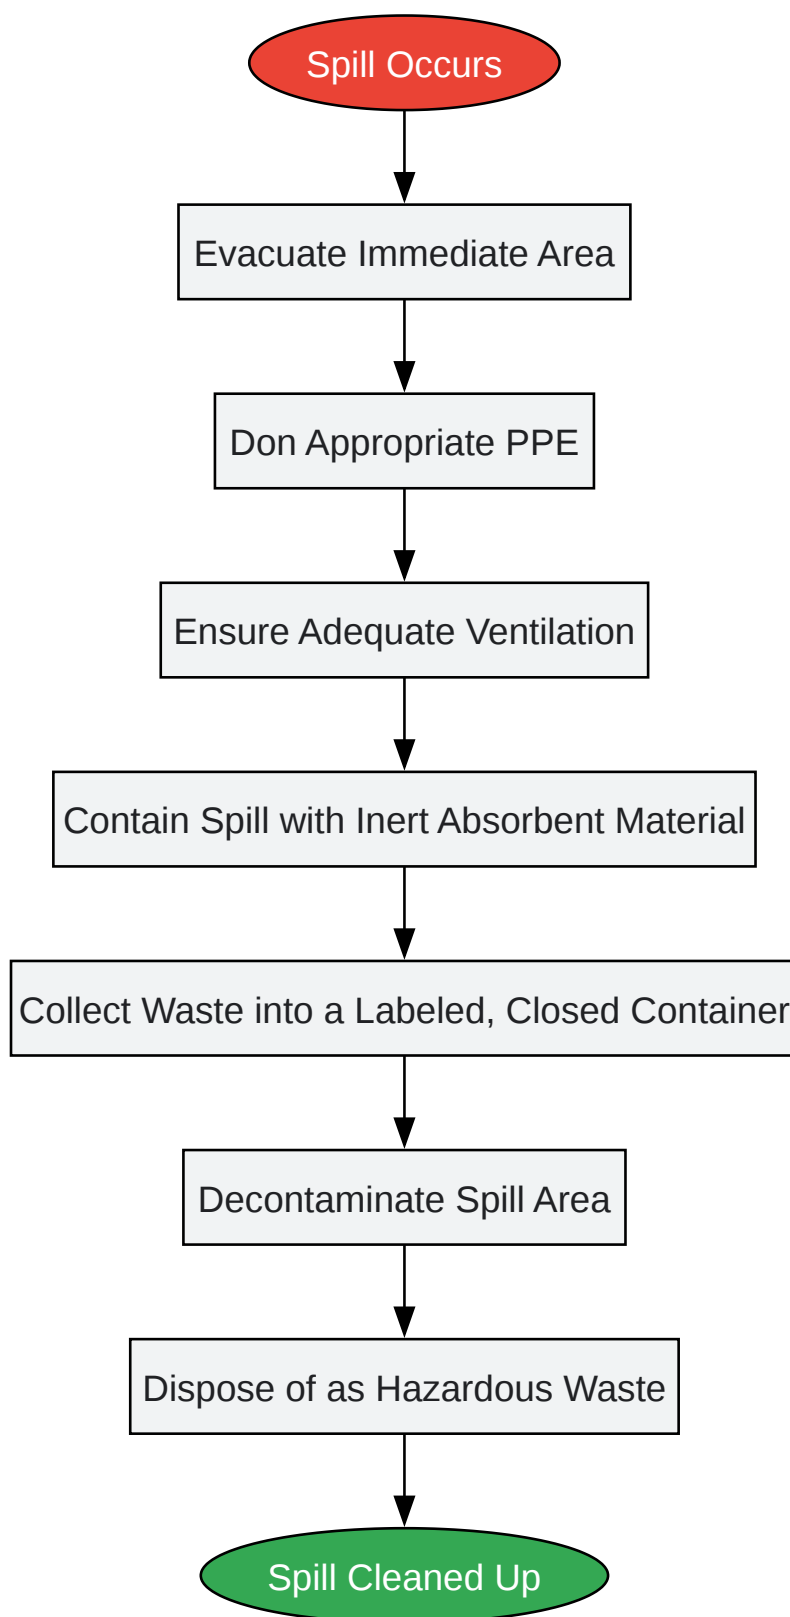 Spill Occurs
Evacuate Immediate Area
Don Appropriate PPE
Ensure Adequate Ventilation
Contain Spill with Inert Absorbent Material
Collect Waste into a Labeled, Closed Container
Decontaminate Spill Area
Dispose of as Hazardous Waste
Spill Cleaned Up